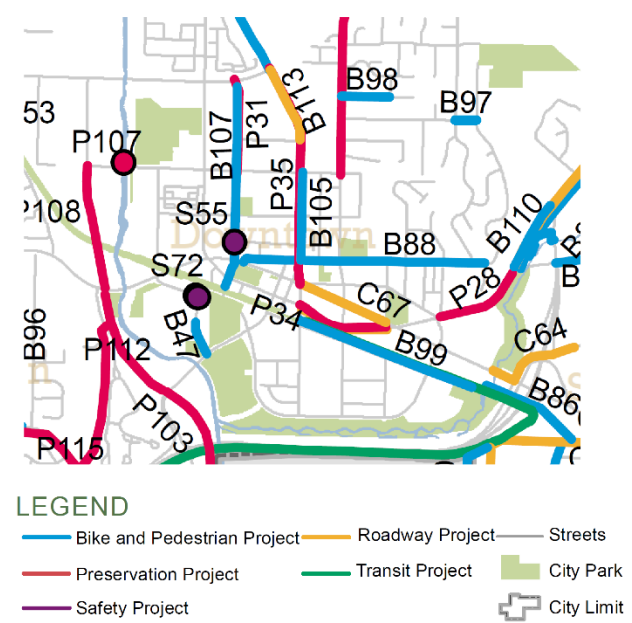 B98
B97
B113
53
P107
B107
P31
P35
B105
P108
S55
Downtown
B110
B88
S72
P28
C67
P34
B47
B96
P112
B99
C64
B86
P103
P115
LEGEND
Bike and Pedestrian Project
Roadway Project
Streets
Preservation Project
Transit Project
City Park
Safety Project
City Limit